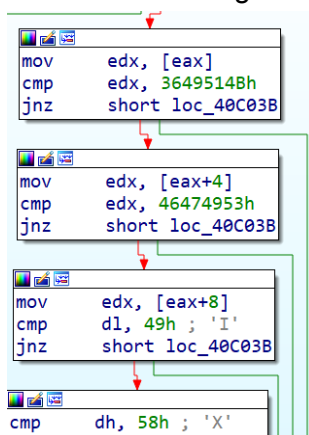 mov edx, [eax]
cmp edx, 3649514Bh
jnz short loc_40C03B
mov edx, [eax+4]
cmp edx, 46474953h
jnz short loc_40C03B
mov edx, [eax+8]
cmp dl, 49h ; 'I'
jnz short loc_40C03B
cmp dh, 58h ; 'X'